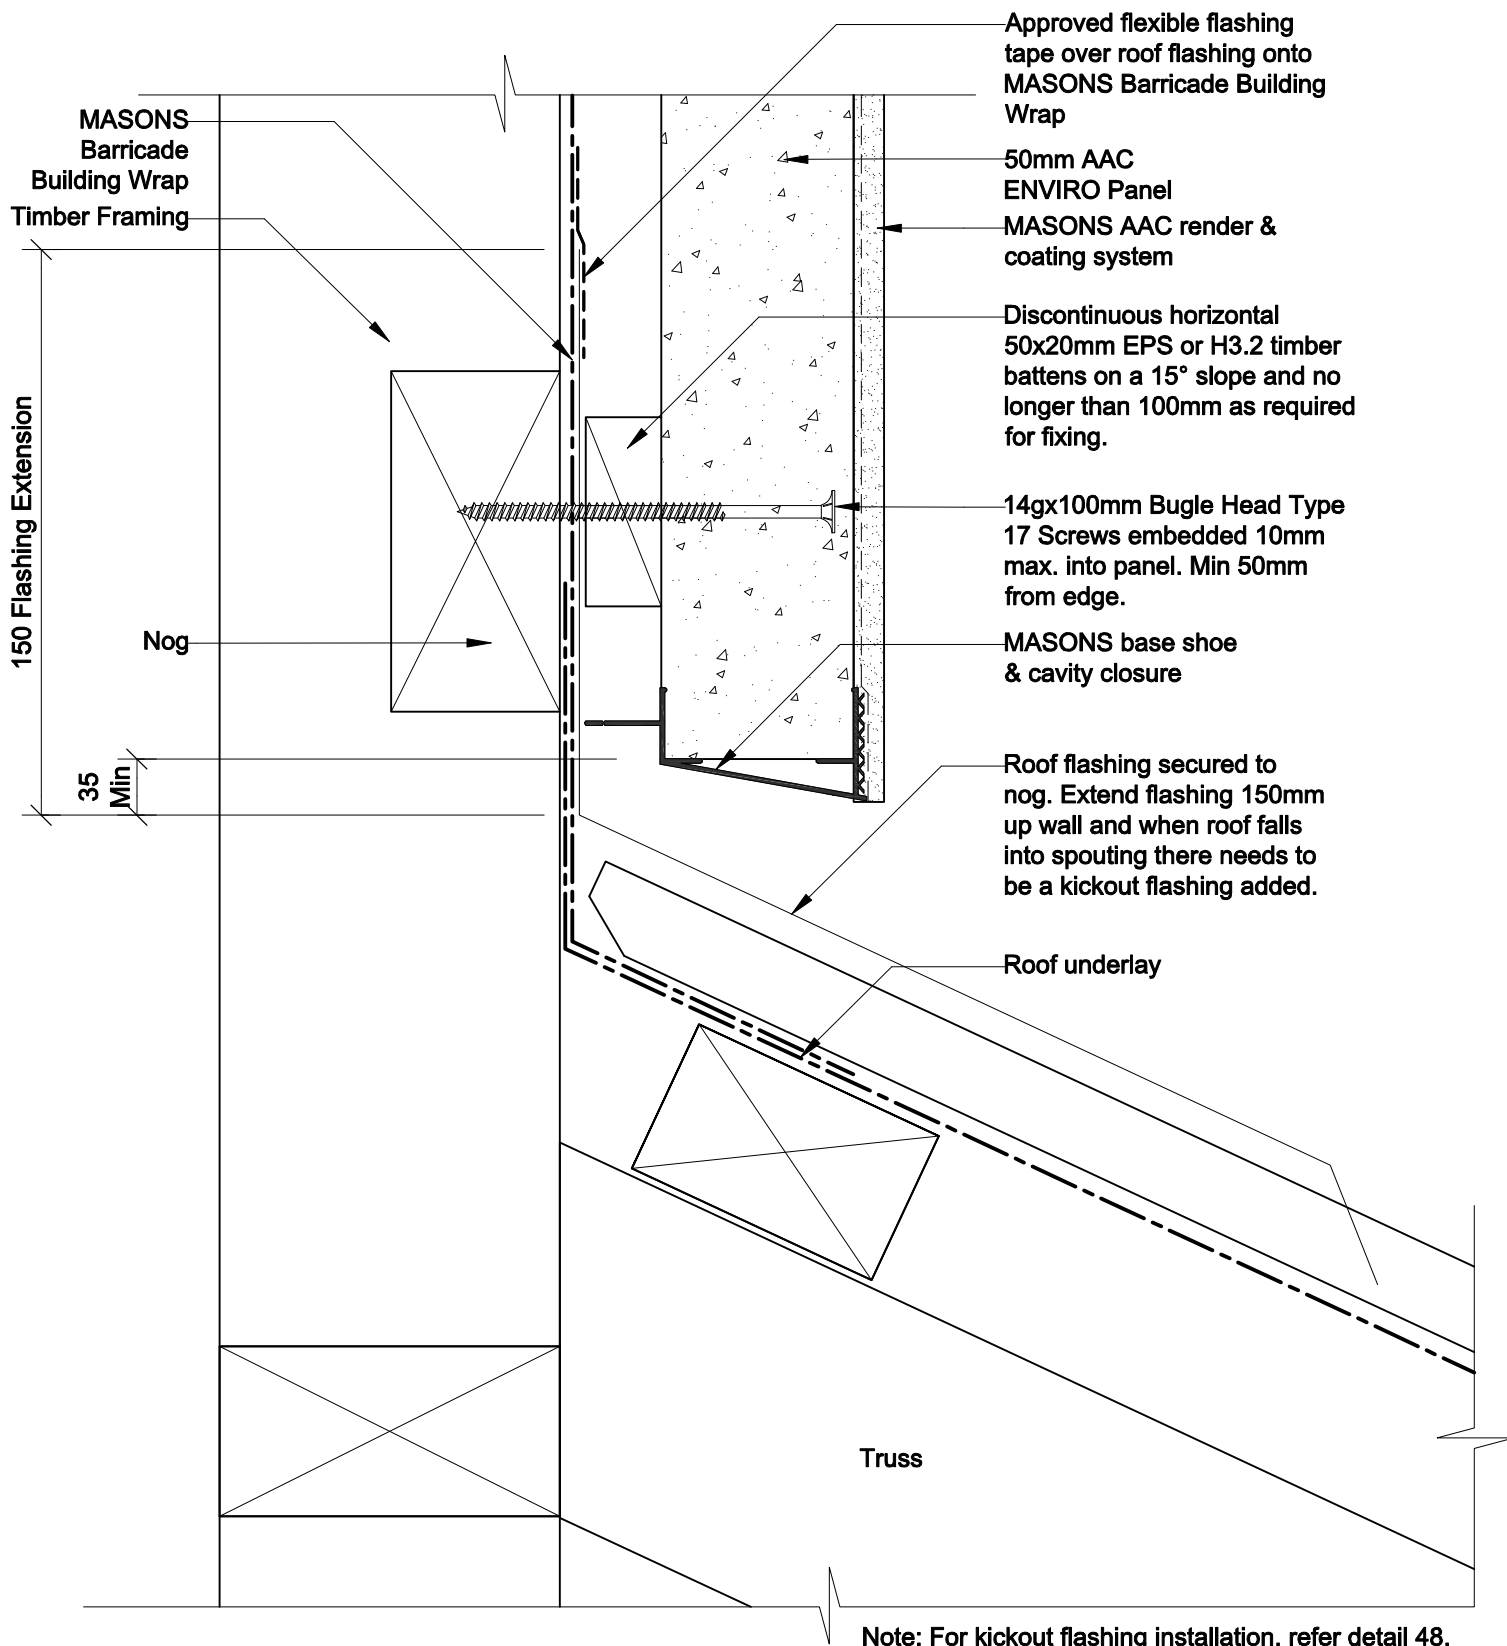 Approved flexible flashing
tape over roof flashing onto
MASONS Barricade Building
Wrap
MASONS
Barricade
Building Wrap
Timber Framing
50mm AAC
ENVIRO Panel
MASONS AAC render &
coating system
Discontinuous horizontal
50x20mm EPS or H3.2 timber
battens on a 15° slope and no
longer than 100mm as required
for fixing.
150 Flashing Extension
14gx100mm Bugle Head Type
17 Screws embedded 10mm
max. into panel. Min 50mm
from edge.
Nog
MASONS base shoe
& cavity closure
35
Min
Roof flashing secured to
nog. Extend flashing 150mm
up wall and when roof falls
into spouting there needs to
be a kickout flashing added.
Roof underlay
Truss
Note: For kickout flashing installation, refer detail 48.